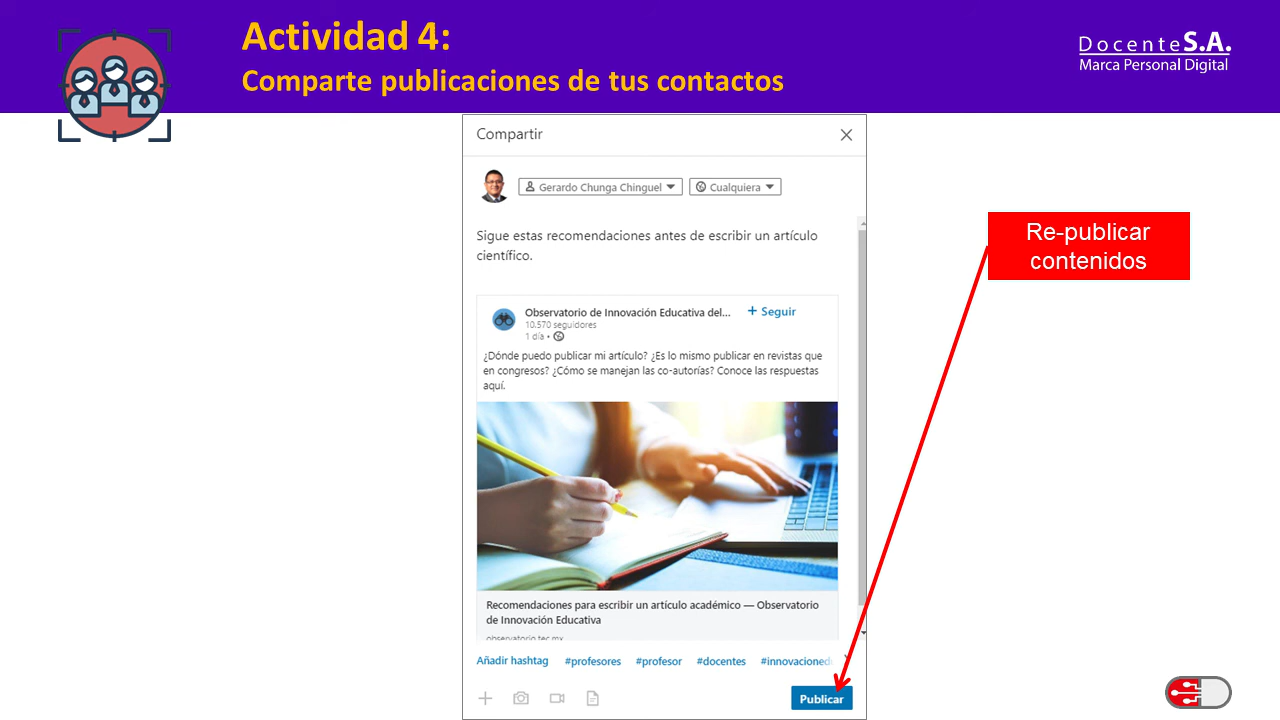 Actividad 4:
Comparte publicaciones de tus contactos
DocenteS.A.
Marca Personal Digital
Compartir
Gerardo Chunga Chinguel
Cualquiera
Sigue estas recomendaciones antes de escribir un artículo
científico.
Re-publicar
contenidos
Observatorio de Innovación Educativa del...
+ Seguir
10.570 seguidores
1 día •
¿Dónde puedo publicar mi artículo? ¿Es lo mismo publicar en revistas que
en congresos? ¿Cómo se manejan las co-autorías? Conoce las respuestas
aquí.
Recomendaciones para escribir un artículo académico — Observatorio
de Innovación Educativa
observatorio.tec.mx
Añadir hashtag #profesores #profesor #docentes #innovacionedu
Publicar